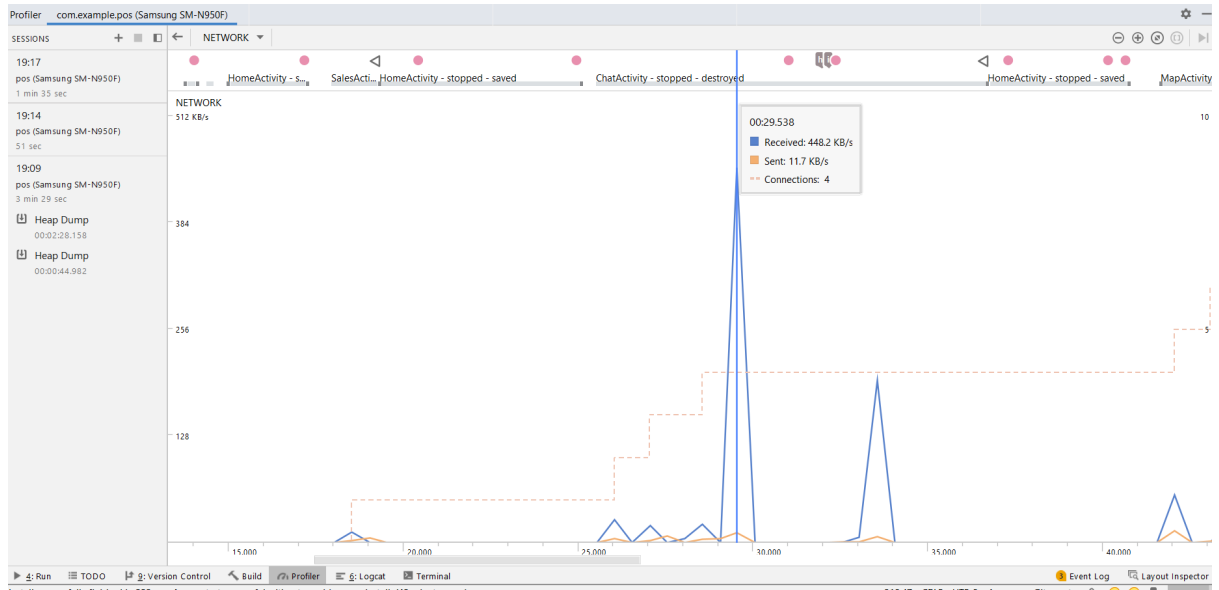 Profiler com.example.pos (Samsung SM-N950F)
SESSIONS
NETWORK
19:17
pos (Samsung SM-N950F)
1 min 35 sec
19:14
pos (Samsung SM-N950F)
51 sec
19:09
pos (Samsung SM-N950F)
3 min 29 sec
Heap Dump
00:02:28.158
Heap Dump
00:00:44.982
HomeActivity - s... SalesActi... HomeActivity - stopped - saved ChatActivity - stopped - destroyed HomeActivity - stopped - saved MapActivity
NETWORK
512 KB/s
10
00:29.538
Received: 448.2 KB/s
Sent: 11.7 KB/s
Connections: 4
384
256
5
128
15.000 20.000 25.000 30.000 35.000 40.000
4: Run TODO 9: Version Control Build Profiler 6: Logcat Terminal Event Log Layout Inspector